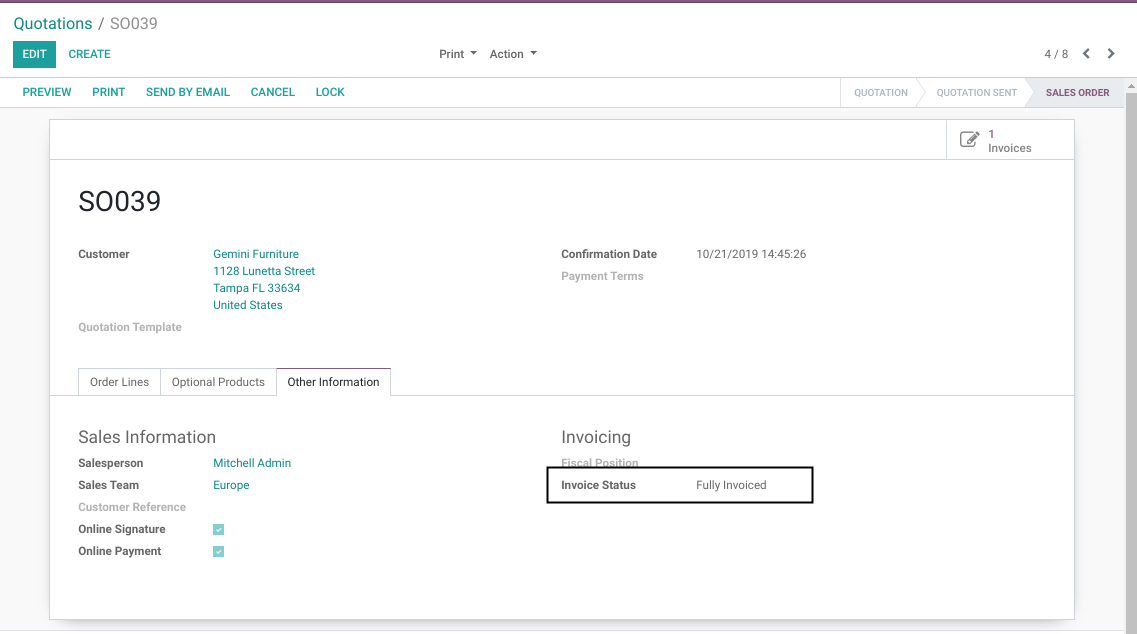 Quotations / SO039
EDIT CREATE Print Action 4 / 8
PREVIEW PRINT SEND BY EMAIL CANCEL LOCK QUOTATION QUOTATION SENT SALES ORDER
1
Invoices
SO039
Customer Gemini Furniture Confirmation Date 10/21/2019 14:45:26
1128 Lunetta Street Payment Terms
Tampa FL 33634
United States
Quotation Template
Order Lines Optional Products Other Information
Sales Information Invoicing
Salesperson Mitchell Admin Fiscal Position
Sales Team Europe Invoice Status Fully Invoiced
Customer Reference
Online Signature
Online Payment